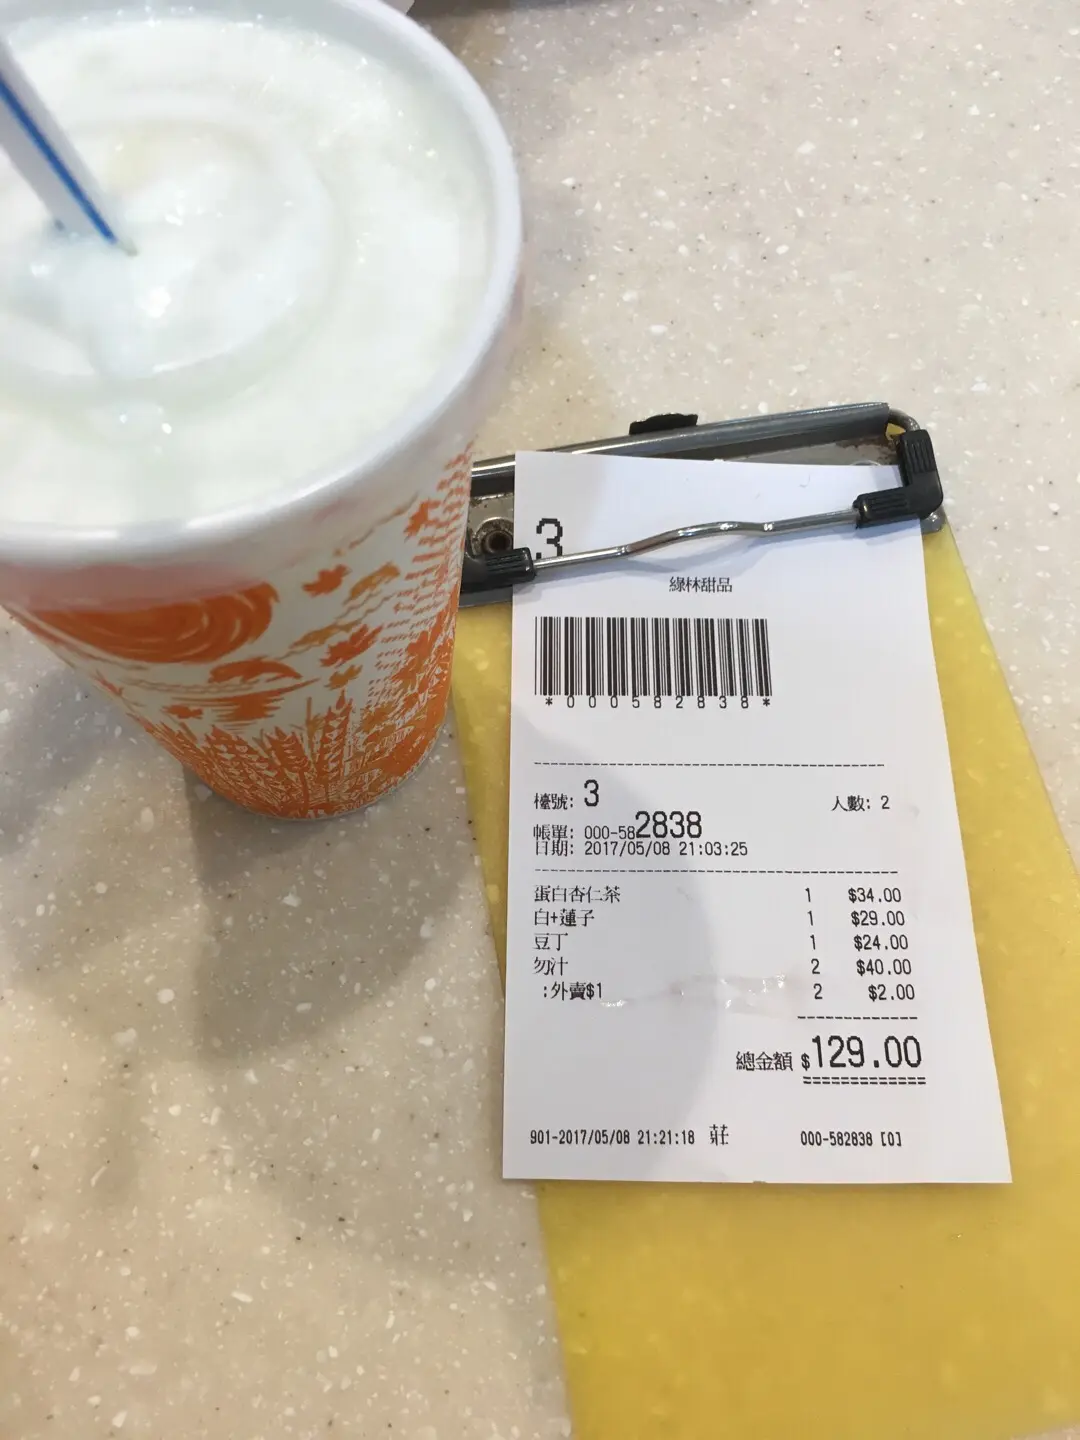 3
綠林甜品
*000582838*
檯號: 3 人數: 2
帳單: 000-582838
日期: 2017/05/08 21:03:25
蛋白杏仁茶 1 $34.00
白+蓮子 1 $29.00
豆丁 1 $24.00
勿汁 2 $40.00
:外賣$1 2 $2.00
總金額 $129.00
901-2017/05/08 21:21:18 莊 000-582838 [0]